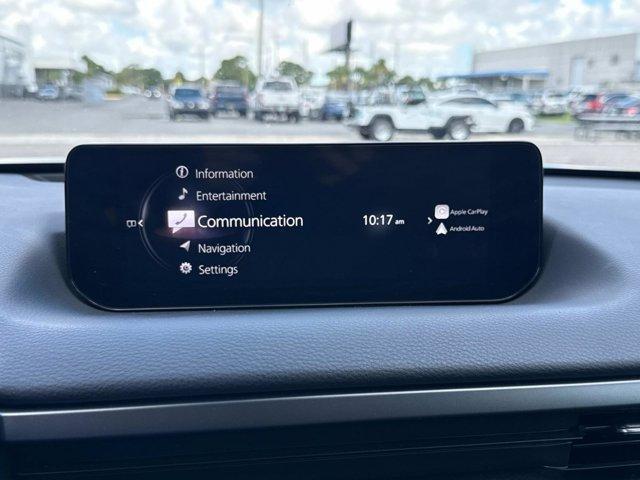 Information
Entertainment
Communication
Navigation
Settings
10:17 am
Apple CarPlay
Android Auto